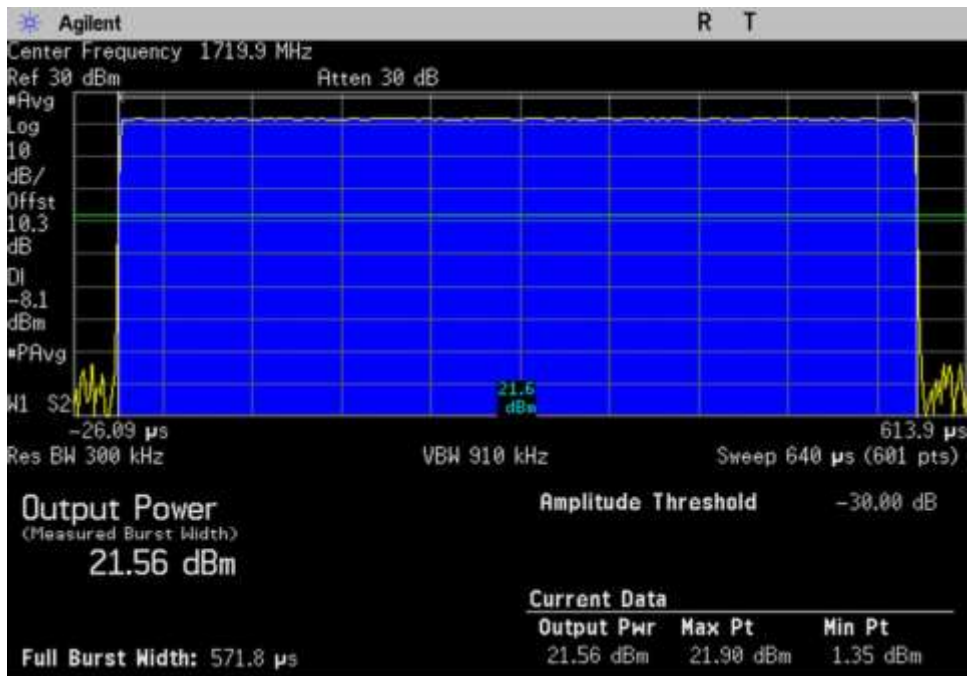 Agilent R T
Center Frequency 1719.9 MHz
Ref 30 dBm Atten 30 dB
#Avg
Log
10
dB/
Offst
10.3
dB
DI
-8.1
dBm
#PAvg
W1 S2
21.6
dBm
-26.09 µs 613.9 µs
Res BW 300 kHz VBW 910 kHz Sweep 640 µs (601 pts)
Output Power Amplitude Threshold -30.00 dB
(Measured Burst Width)
21.56 dBm
Current Data
Output Pwr Max Pt Min Pt
Full Burst Width: 571.8 µs 21.56 dBm 21.90 dBm 1.35 dBm